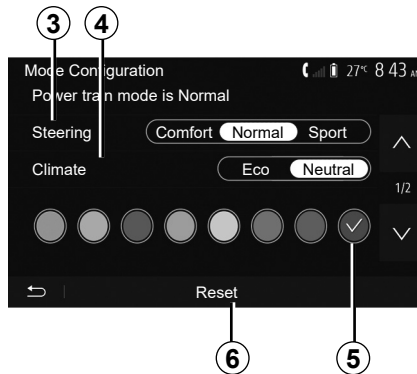 3 4
Mode Configuration 27°C 8 43 AM
Power train mode is Normal
Steering Comfort Normal Sport
Climate Eco Neutral
1/2
Reset
6 5